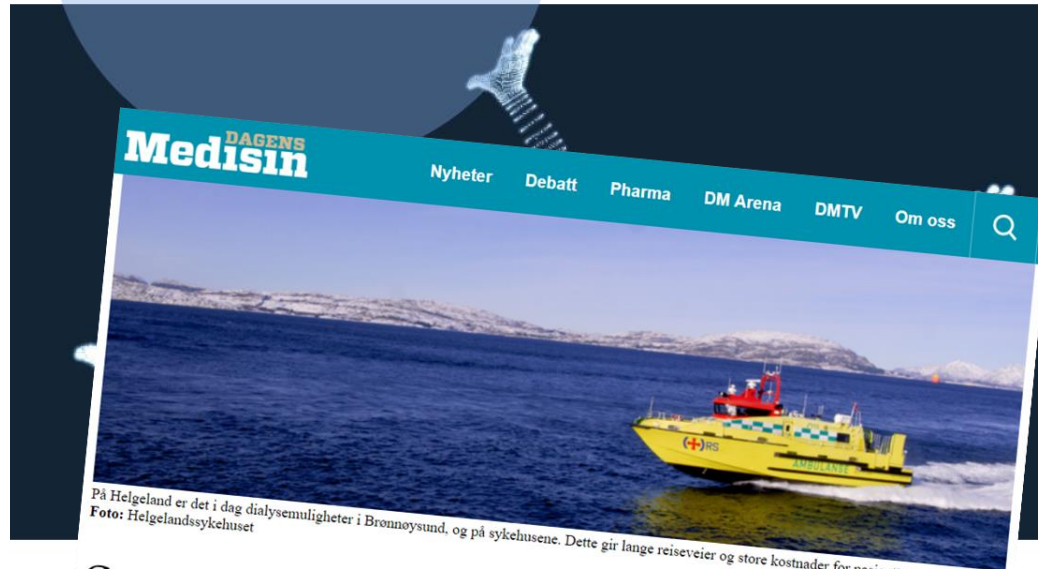 DAGENS
Medisin
Nyheter Debatt Pharma DM Arena DMTV Om oss
RS
AMBULANSE
På Helgeland er det i dag dialysemuligheter i Brønnøysund, og på sykehusene. Dette gir lange reiseveier og store kostnader for
Foto: Helgelandssykehuset